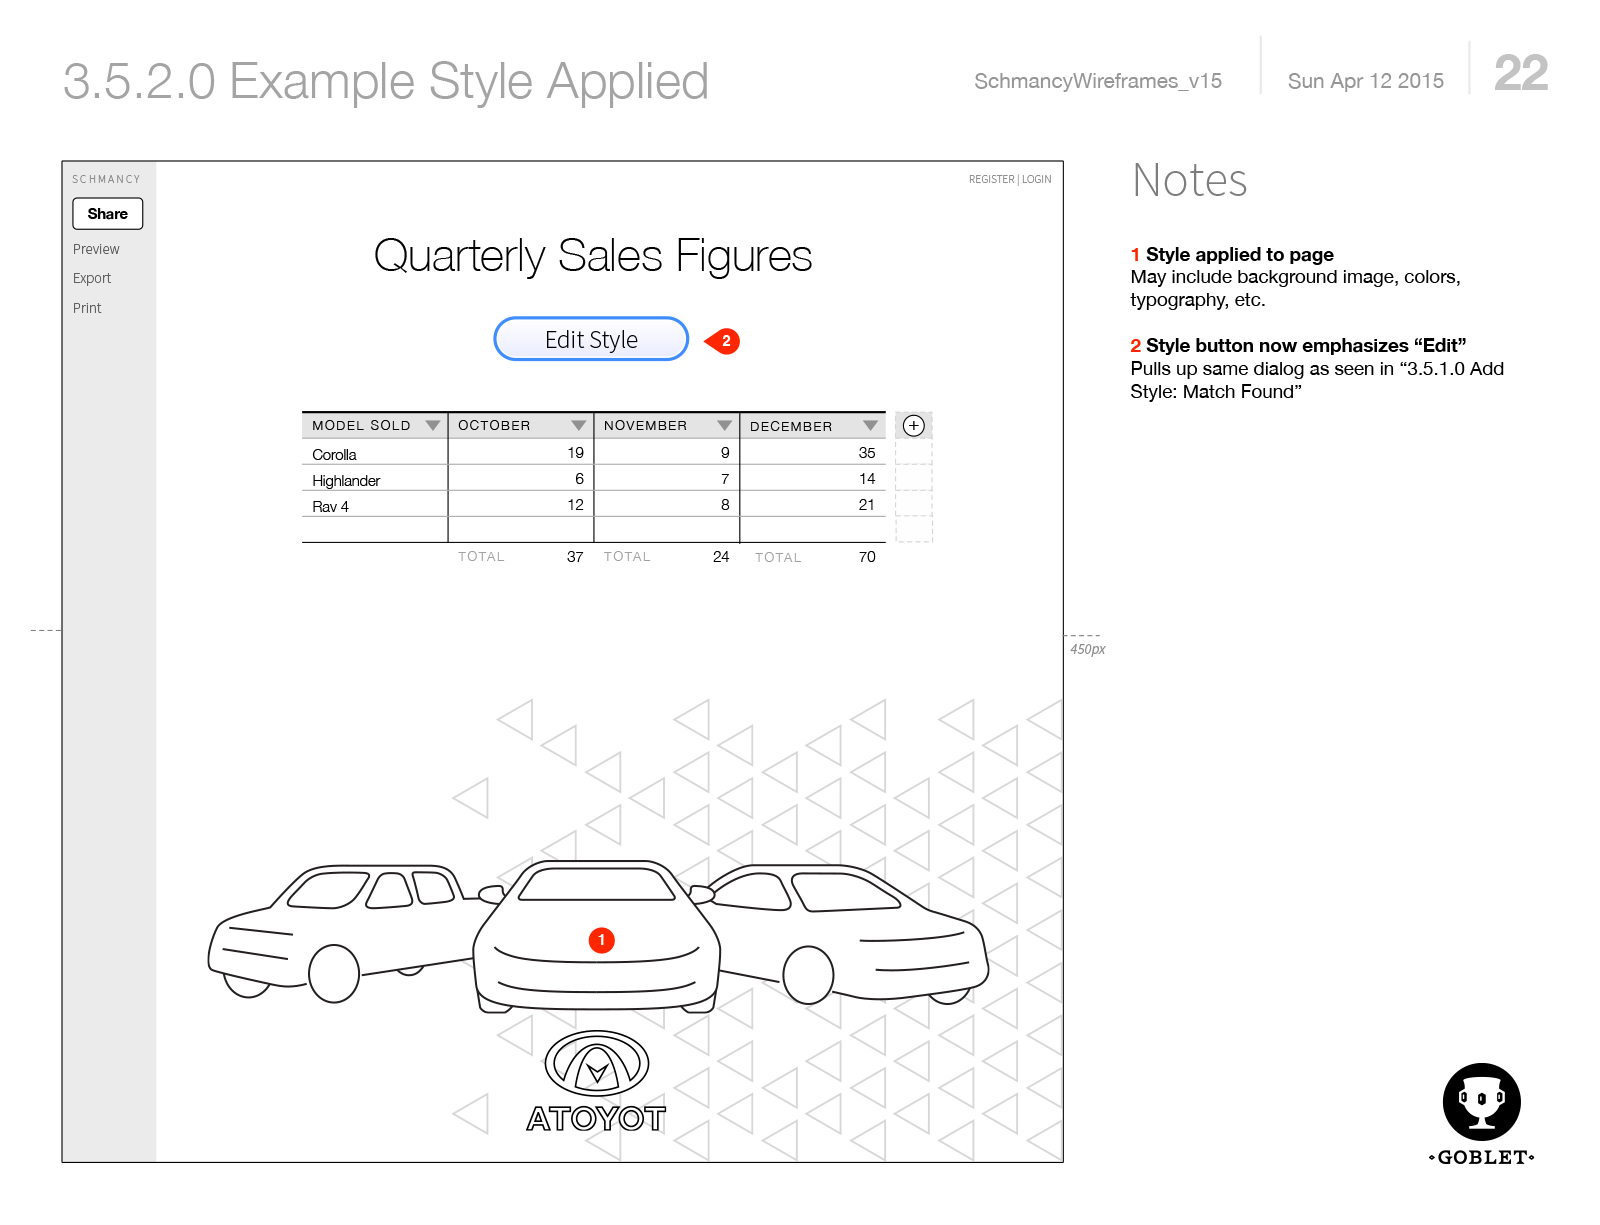 3.5.2.0 Example Style Applied
SchmancyWireframes_v15
Sun Apr 12 2015
22
SCHMANCY
REGISTER | LOGIN
Share
Preview
Export
Print
Quarterly Sales Figures
Edit Style
2
MODEL SOLD OCTOBER NOVEMBER DECEMBER +
Corolla 19 9 35
Highlander 6 7 14
Rav 4 12 8 21
TOTAL 37 TOTAL 24 TOTAL 70
450px
1
ATOYOT
Notes
1 Style applied to page
May include background image, colors,
typography, etc.
2 Style button now emphasizes “Edit”
Pulls up same dialog as seen in “3.5.1.0 Add
Style: Match Found”
GOBLET